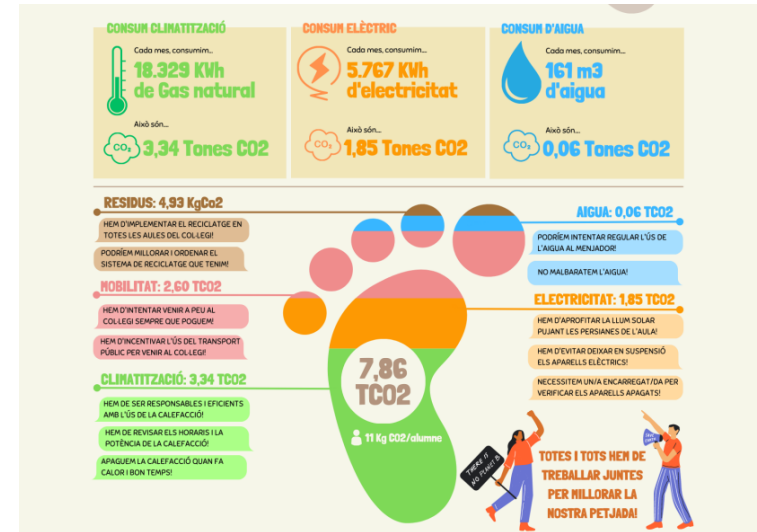 CONSUM CLIMATITZACIÓ
Cada mes, consumim...
18.329 KWh
de Gas natural
Això són...
CO₂
3,34 Tones CO2
CONSUM ELÈCTRIC
Cada mes, consumim...
5.767 KWh
d'electricitat
Això són...
CO₂
1,85 Tones CO2
CONSUM D'AIGUA
Cada mes, consumim...
161 m3
d'aigua
Això són...
CO₂
0,06 Tones CO2
RESIDUS: 4,93 KgCo2
HEM D'IMPLEMENTAR EL RECICLATGE EN
TOTES LES AULES DEL COL·LEGI!
PODRÍEM MILLORAR I ORDENAR EL
SISTEMA DE RECICLATGE QUE TENIM!
MOBILITAT: 2,60 TCO2
HEM D'INTENTAR VENIR A PEU AL
COL·LEGI SEMPRE QUE POGUEM!
HEM D'INCENTIVAR L'ÚS DEL TRANSPORT
PÚBLIC PER VENIR AL COL·LEGI!
CLIMATITZACIÓ: 3,34 TCO2
HEM DE SER RESPONSABLES I EFICIENTS
AMB L'ÚS DE LA CALEFACCIÓ!
HEM DE REVISAR ELS HORARIS I LA
POTÈNCIA DE LA CALEFACCIÓ!
APAGUEM LA CALEFACCIÓ QUAN FA
CALOR I BON TEMPS!
7,86
TCO2
11 Kg CO2/alumne
AIGUA: 0,06 TCO2
PODRÍEM INTENTAR REGULAR L'ÚS DE
L'AIGUA AL MENJADOR!
NO MALBARATEM L'AIGUA!
ELECTRICITAT: 1,85 TCO2
HEM D'APROFITAR LA LLUM SOLAR
PUJANT LES PERSIANES DE L'AULA!
HEM D'EVITAR DEIXAR EN SUSPENSIÓ
ELS APARELLS ELÈCTRICS!
NECESSITEM UN/A ENCARREGAT/DA PER
VERIFICAR ELS APARELLS APAGATS!
THERE IS
NO PLANET B
TOTES I TOTS HEM DE
TREBALLAR JUNTES
PER MILLORAR LA
NOSTRA PETJADA!